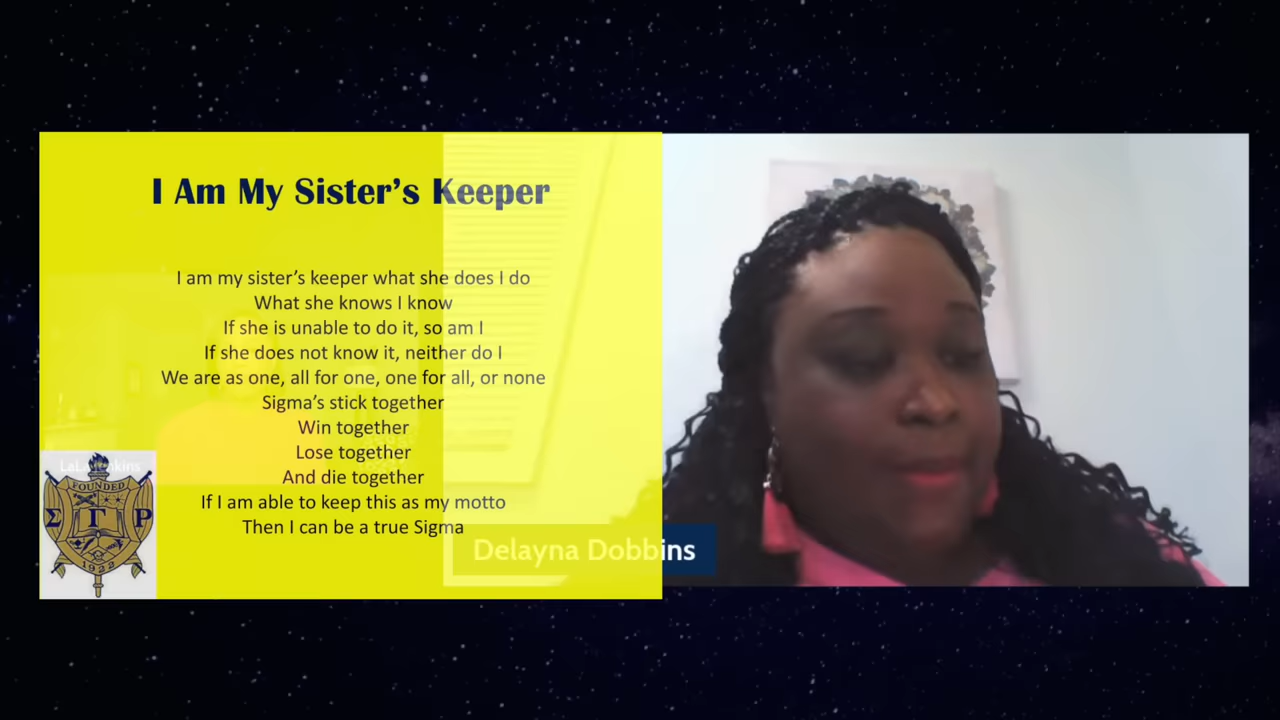 I Am My Sister's Keeper
I am my sister's keeper what she does I do
What she knows I know
If she is unable to do it, so am I
If she does not know it, neither do I
We are as one, all for one, one for all, or none
Sigma's stick together
Win together
Lose together
And die together
If I am able to keep this as my motto
Then I can be a true Sigma
FOUNDED
Σ Γ Ρ
1922
Delayna Dobbins